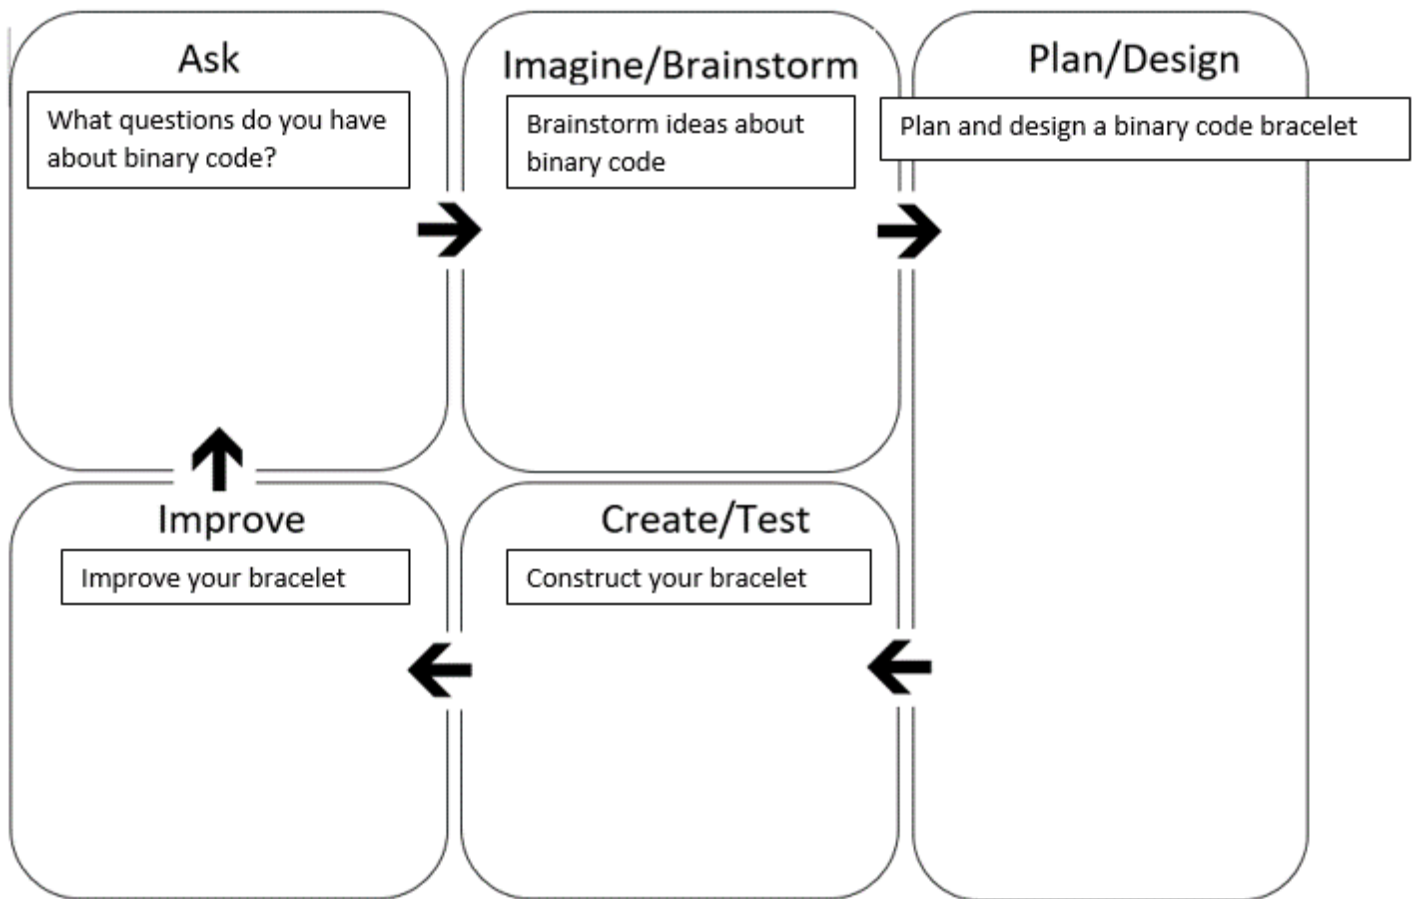 Ask
What questions do you have
about binary code?
Imagine/Brainstorm
Brainstorm ideas about
binary code
Plan/Design
Plan and design a binary code bracelet
Improve
Improve your bracelet
Create/Test
Construct your bracelet